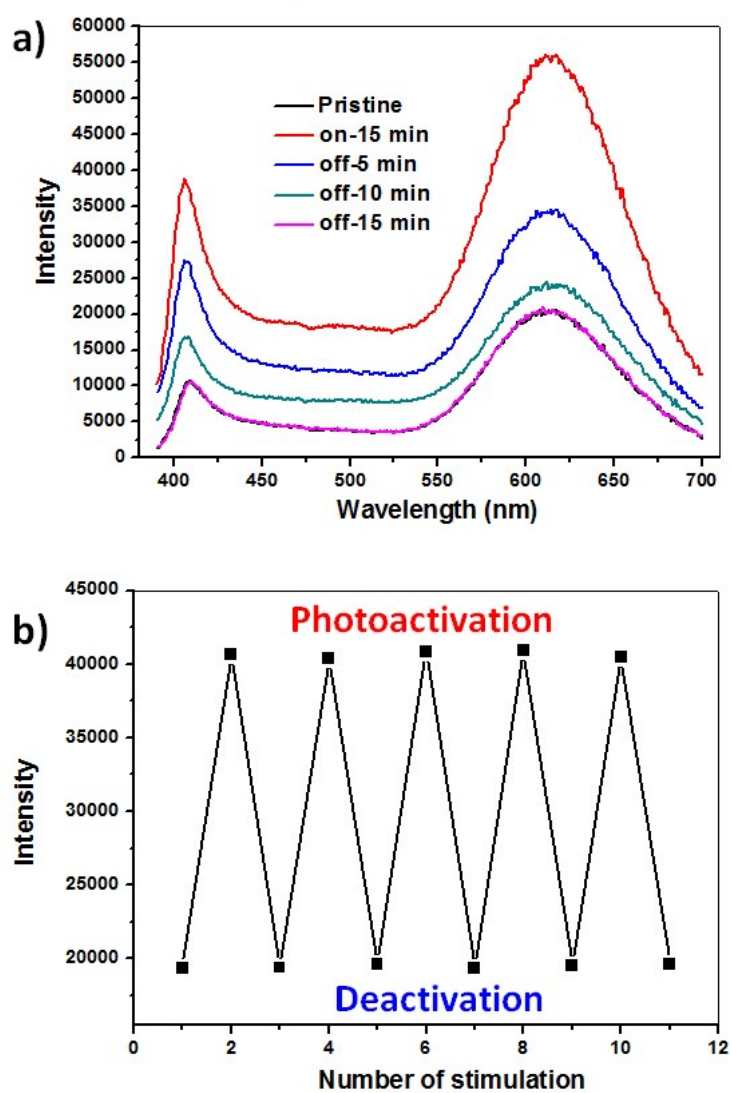 a)
60000
55000
50000
45000
40000
35000
30000
25000
20000
15000
10000
5000
0
Intensity
Pristine
on-15 min
off-5 min
off-10 min
off-15 min
400 450 500 550 600 650 700
Wavelength (nm)
b)
45000
40000
35000
30000
25000
20000
Intensity
Photoactivation
Deactivation
0 2 4 6 8 10 12
Number of stimulation